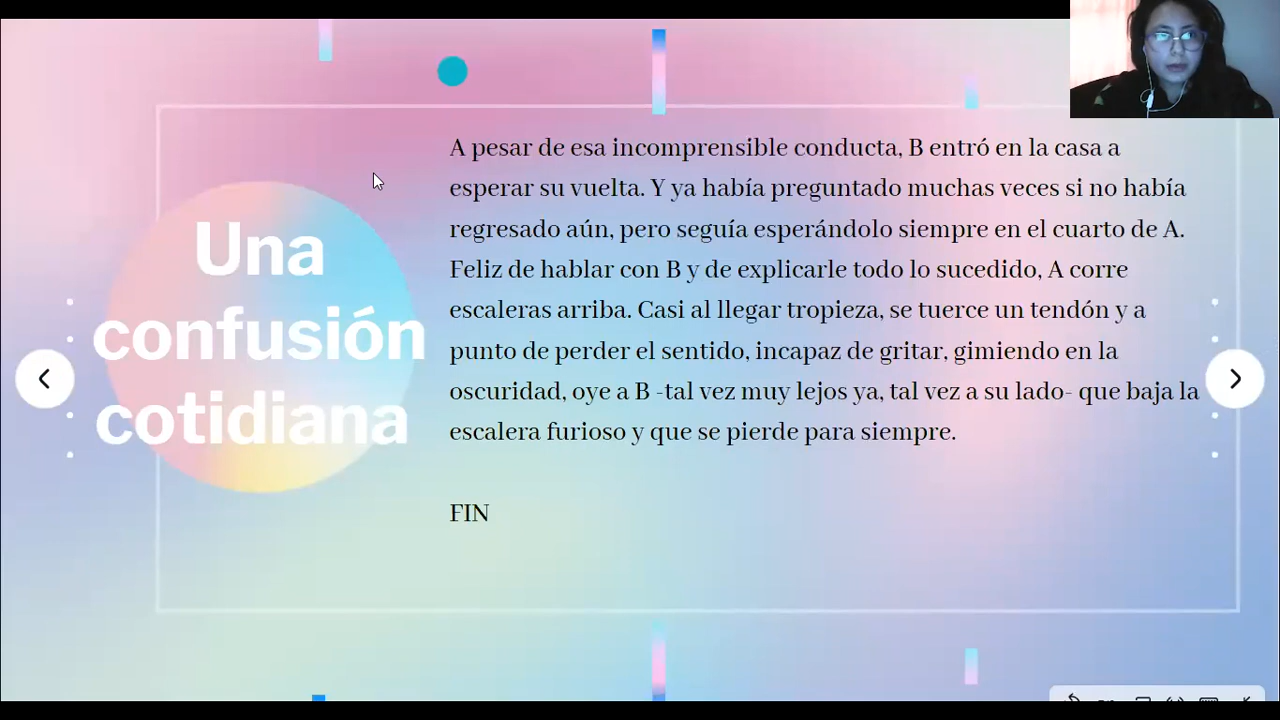 Una
confusión
cotidiana
A pesar de esa incomprensible conducta, B entró en la casa a
esperar su vuelta. Y ya había preguntado muchas veces si no había
regresado aún, pero seguía esperándolo siempre en el cuarto de A.
Feliz de hablar con B y de explicarle todo lo sucedido, A corre
escaleras arriba. Casi al llegar tropieza, se tuerce un tendón y a
punto de perder el sentido, incapaz de gritar, gimiendo en la
oscuridad, oye a B -tal vez muy lejos ya, tal vez a su lado- que baja la
escalera furioso y que se pierde para siempre.
FIN